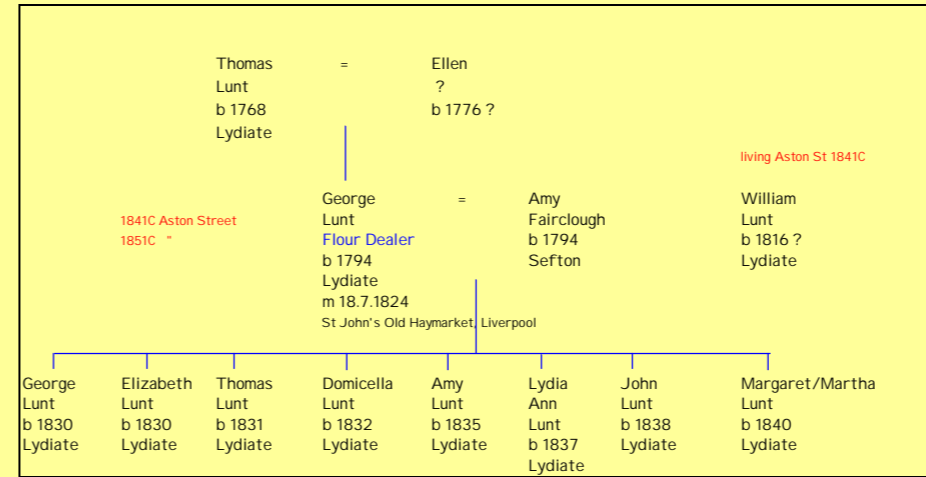 Thomas = Ellen
Lunt ?
b 1768 b 1776 ?
Lydiate
living Aston St 1841C
George = Amy William
1841C Aston Street Lunt Fairclough Lunt
1851C " Flour Dealer b 1794 b 1816 ?
b 1794 Sefton Lydiate
Lydiate
m 18.7.1824
St John's Old Haymarket, Liverpool
George Elizabeth Thomas Domicella Amy Lydia John Margaret/Martha
Lunt Lunt Lunt Lunt Lunt Ann Lunt Lunt
b 1830 b 1830 b 1831 b 1832 b 1835 Lunt b 1838 b 1840
Lydiate Lydiate Lydiate Lydiate Lydiate b 1837 Lydiate Lydiate
Lydiate